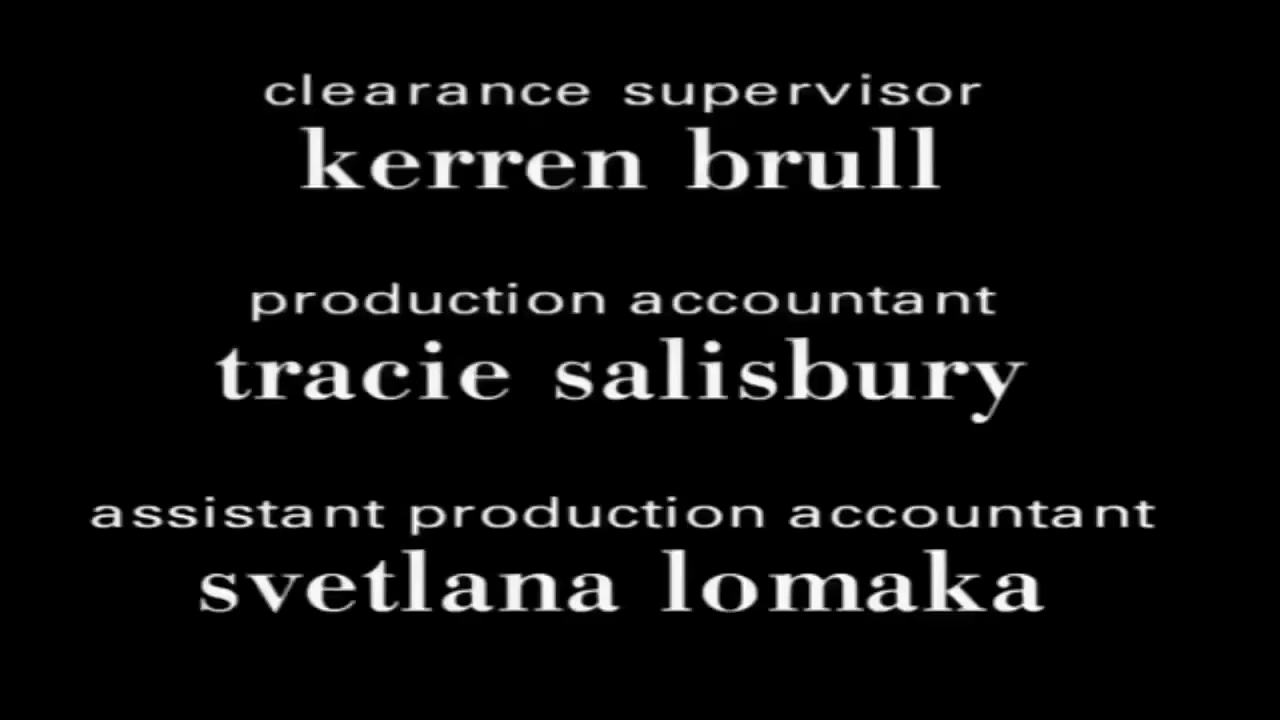 clearance supervisor
kerren brull
production accountant
tracie salisbury
assistant production accountant
svetlana lomaka